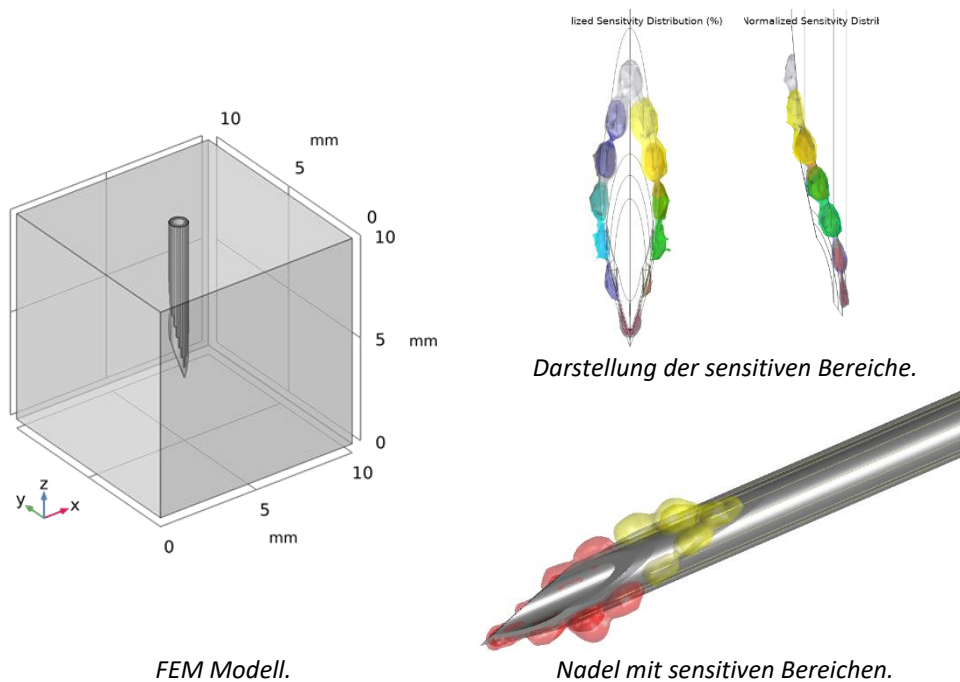 lized Sensitvity Distribution (%)
Normalized Sensitvity Distril
10
mm
5
0
10
5
mm
0
10
5
mm
0
z
y
x
Darstellung der sensitiven Bereiche.
FEM Modell.
Nadel mit sensitiven Bereichen.